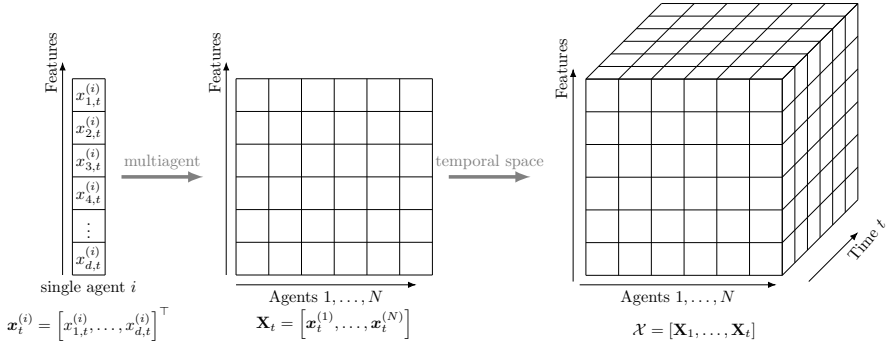 Features
x_{1,t}^{(i)}
x_{2,t}^{(i)}
x_{3,t}^{(i)}
x_{4,t}^{(i)}
⋮
x_{d,t}^{(i)}
single agent i
x_t^{(i)} = [x_{1,t}^{(i)}, . . . , x_{d,t}^{(i)}]^⊤
multiagent
Features
Agents 1, . . . , N
X_t = [x_t^{(1)}, . . . , x_t^{(N)}]
temporal space
Features
Agents 1, . . . , N
Time t
𝒳 = [X_1, . . . , X_t]